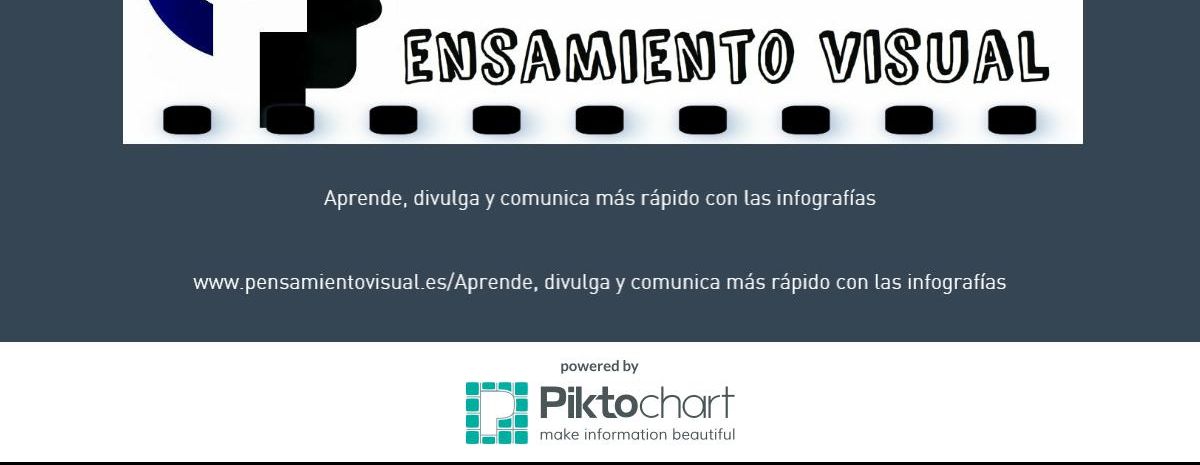 ENSAMIENTO VISUAL
Aprende, divulga y comunica más rápido con las infografías
www.pensamientovisual.es/Aprende, divulga y comunica más rápido con las infografías
powered by
Piktochart
make information beautiful